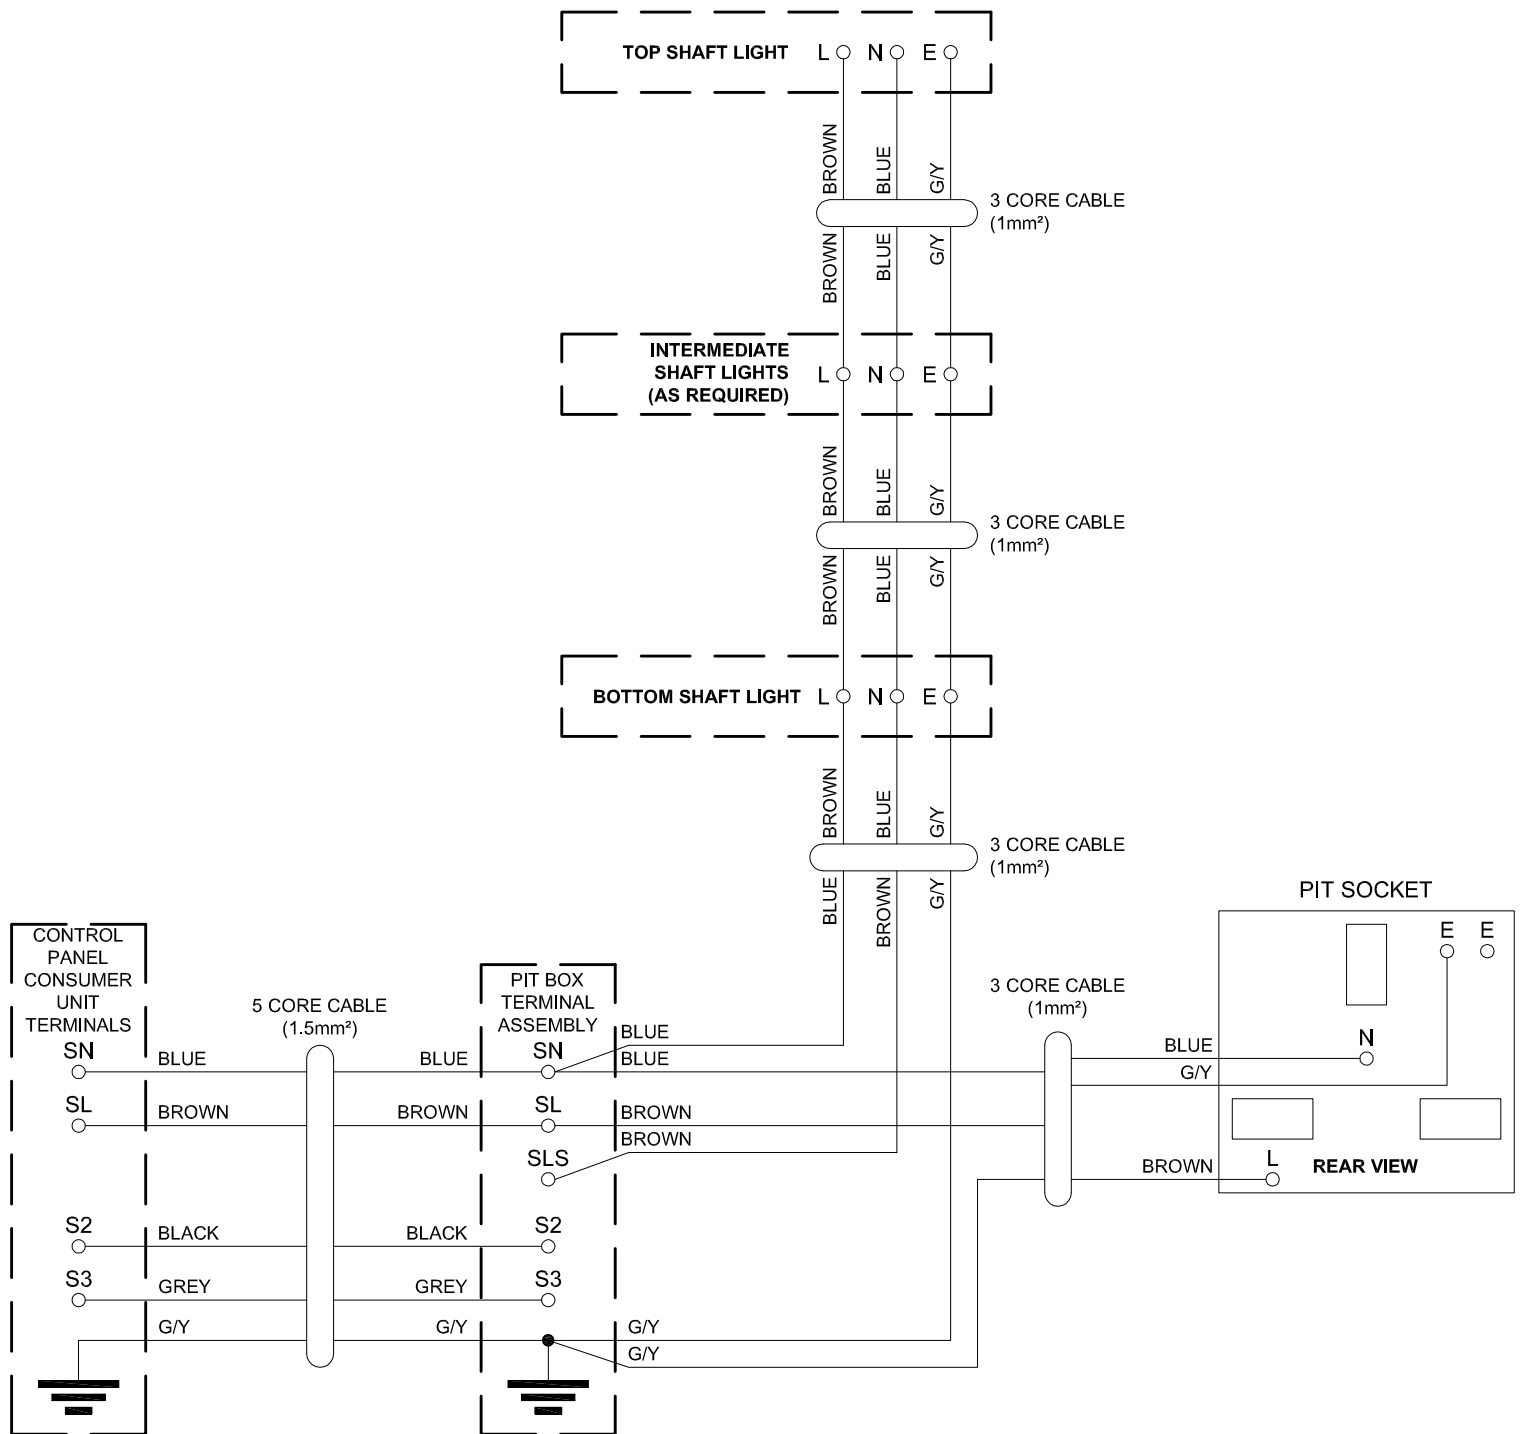 TOP SHAFT LIGHT L N E
BROWN BLUE G/Y
3 CORE CABLE
(1mm²)
BROWN BLUE G/Y
INTERMEDIATE
SHAFT LIGHTS
(AS REQUIRED)
L N E
BROWN BLUE G/Y
3 CORE CABLE
(1mm²)
BROWN BLUE G/Y
BOTTOM SHAFT LIGHT L N E
BROWN BLUE G/Y
3 CORE CABLE
(1mm²)
BLUE BROWN G/Y
PIT SOCKET
E E
N
L
REAR VIEW
BLUE
G/Y
BROWN
3 CORE CABLE
(1mm²)
CONTROL
PANEL
CONSUMER
UNIT
TERMINALS
5 CORE CABLE
(1.5mm²)
PIT BOX
TERMINAL
ASSEMBLY
SN BLUE BLUE SN BLUE
BLUE
SL BROWN BROWN SL BROWN
SLS BROWN
S2 BLACK BLACK S2
S3 GREY GREY S3
G/Y G/Y G/Y
G/Y